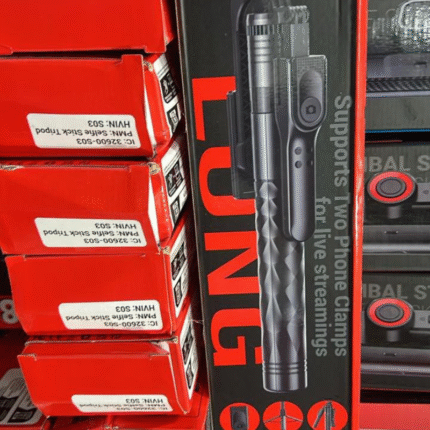 IC: 32600-S03
PMN: Selfie Stick Tripod
HVIN: S03
IC: 32600-S03
PMN: Selfie Stick Tripod
HVIN: S03
IC: 32600-S03
PMN: Selfie Stick Tripod
HVIN: S03
IC: 32600-S03
PMN: Selfie Stick Tripod
HVIN: S03
LONG
Supports Two Phone Clamps
for live streamings
IBAL S
IBAL S